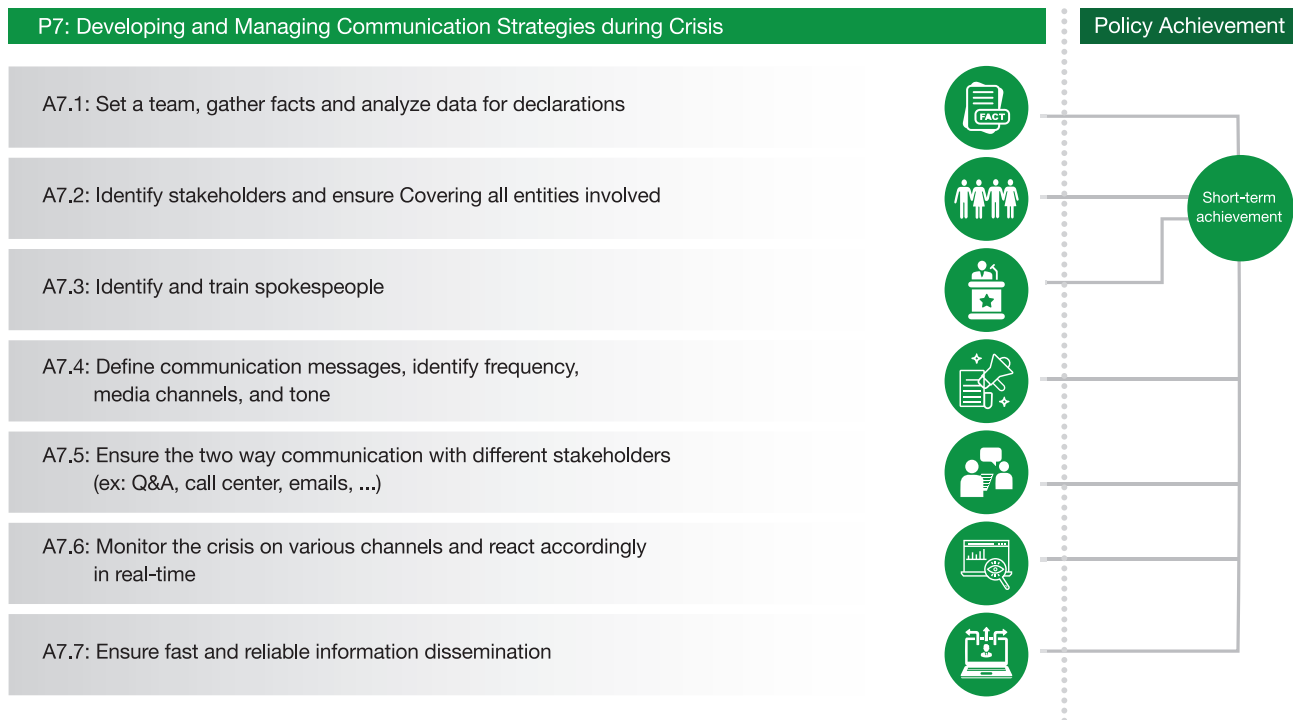 P7: Developing and Managing Communication Strategies during Crisis
Policy Achievement
A7.1: Set a team, gather facts and analyze data for declarations
FACT
A7.2: Identify stakeholders and ensure Covering all entities involved
Short-term
achievement
A7.3: Identify and train spokespeople
A7.4: Define communication messages, identify frequency,
media channels, and tone
A7.5: Ensure the two way communication with different stakeholders
(ex: Q&A, call center, emails, ...)
A7.6: Monitor the crisis on various channels and react accordingly
in real-time
A7.7: Ensure fast and reliable information dissemination